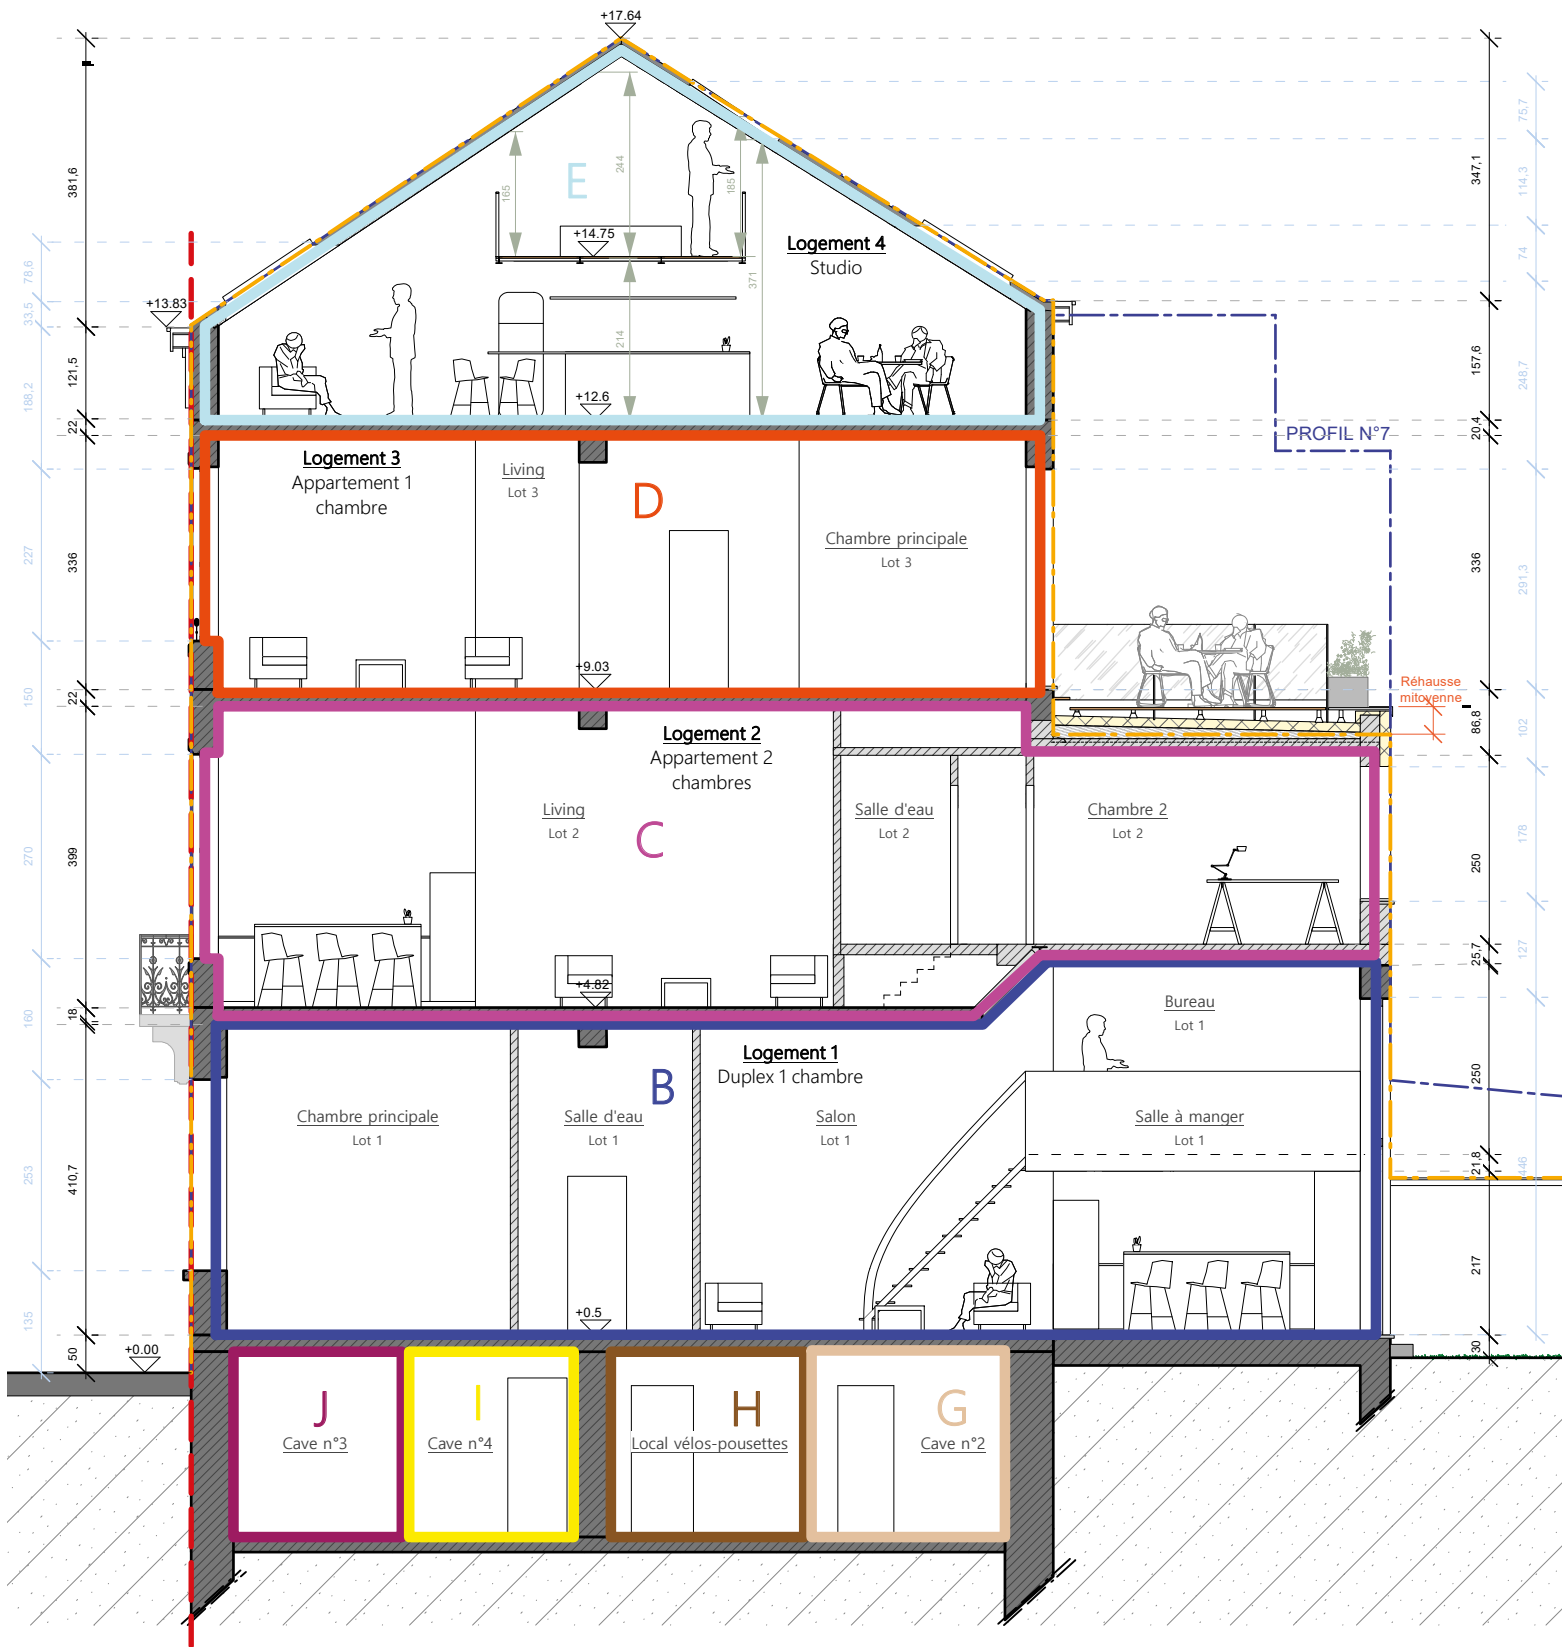 +17.64
381,6
347,1
75,7
114,3
E
165
244
185
+14.75
Logement 4
Studio
371
74
78,6
33,5
+13.83
121,5
188,2
214
157,6
248,7
+12.6
22
20,4
PROFIL N°7
Logement 3
Appartement 1
chambre
Living
Lot 3
D
Chambre principale
Lot 3
227
336
336
291,3
+9.03
150
22
Réhausse
mitoyenne
86,8
102
Logement 2
Appartement 2
chambres
Living
Lot 2
C
Salle d'eau
Lot 2
Chambre 2
Lot 2
270
399
250
178
25,7
127
+4.82
160
18
Bureau
Lot 1
Logement 1
Duplex 1 chambre
B
250
Chambre principale
Lot 1
Salle d'eau
Lot 1
Salon
Lot 1
Salle à manger
Lot 1
253
410,7
21,8
446
217
135
+0.5
+0.00
50
30
J
Cave n°3
I
Cave n°4
H
Local vélos-pousettes
G
Cave n°2